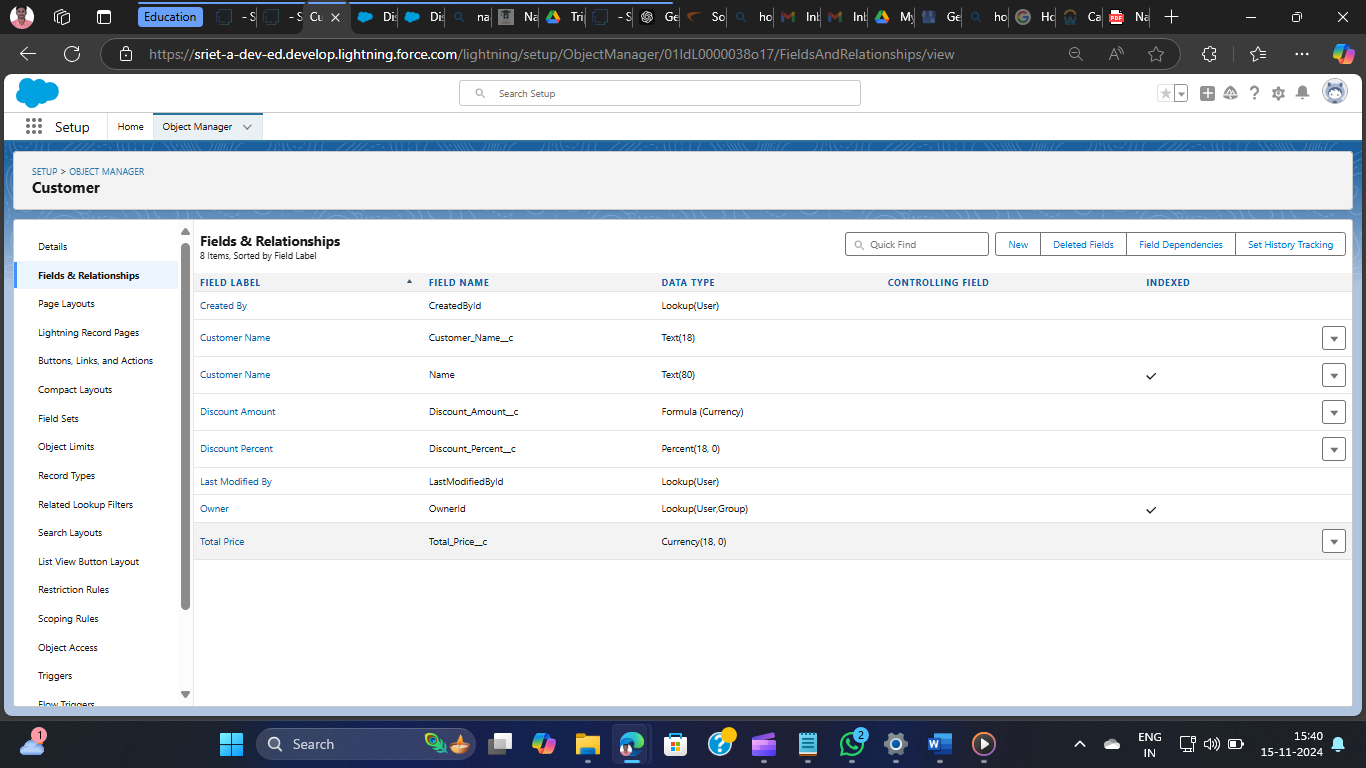 Education
- S
- S
Cu
Di
Di
na
Na
Tri
- S
Ge
So
ho
Inb
Inb
My
Ge
ho
Ho
Ca
PDF
Na
https://sriet-a-dev-ed.develop.lightning.force.com/lightning/setup/ObjectManager/01IdL0000038o17/FieldsAndRelationships/view
Search Setup
Setup
Home
Object Manager
SETUP > OBJECT MANAGER
Customer
Details
Fields & Relationships
Page Layouts
Lightning Record Pages
Buttons, Links, and Actions
Compact Layouts
Field Sets
Object Limits
Record Types
Related Lookup Filters
Search Layouts
List View Button Layout
Restriction Rules
Scoping Rules
Object Access
Triggers
Flow Triggers
Fields & Relationships
8 Items, Sorted by Field Label
Quick Find
New
Deleted Fields
Field Dependencies
Set History Tracking
FIELD LABEL FIELD NAME DATA TYPE CONTROLLING FIELD INDEXED
Created By CreatedById Lookup(User)
Customer Name Customer_Name__c Text(18)
Customer Name Name Text(80)
Discount Amount Discount_Amount__c Formula (Currency)
Discount Percent Discount_Percent__c Percent(18, 0)
Last Modified By LastModifiedById Lookup(User)
Owner OwnerId Lookup(User,Group)
Total Price Total_Price__c Currency(18, 0)
1
Search
2
ENG
IN
15:40
15-11-2024